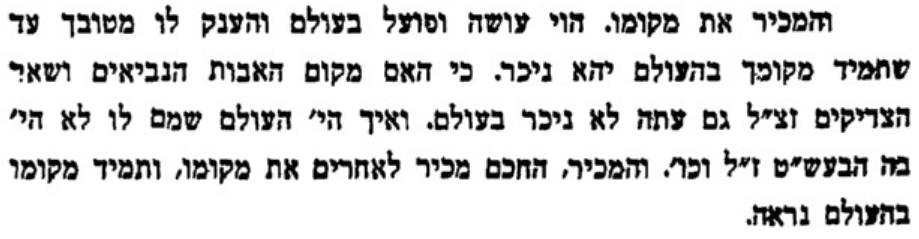 והמכיר את מקומו. הוי עושה ופועל בעולם והענק לו מטובך עד
שתמיד מקומך בהעולם יהא ניכר. כי האם מקום האבות הנביאים ושאר
הצדיקים זצ״ל גם עתה לא ניכר בעולם. ואיך הי׳ העולם שמם לו לא הי׳
בה הבעש״ט ז״ל וכו׳. והמכיר, החכם מכיר לאחרים את מקומו, ותמיד מקומו
בהעולם נראה.